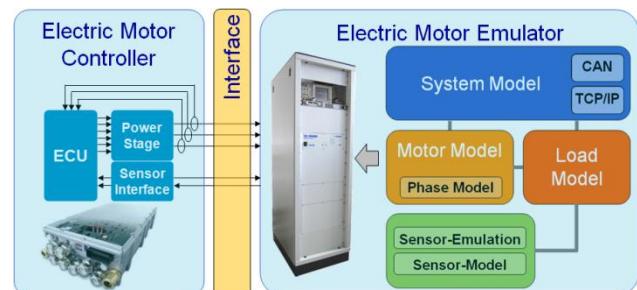 Electric Motor
Controller
ECU
Power
Stage
Sensor
Interface
Interface
Electric Motor Emulator
System Model
CAN
TCP/IP
Motor Model
Phase Model
Load
Model
Sensor-Emulation
Sensor-Model